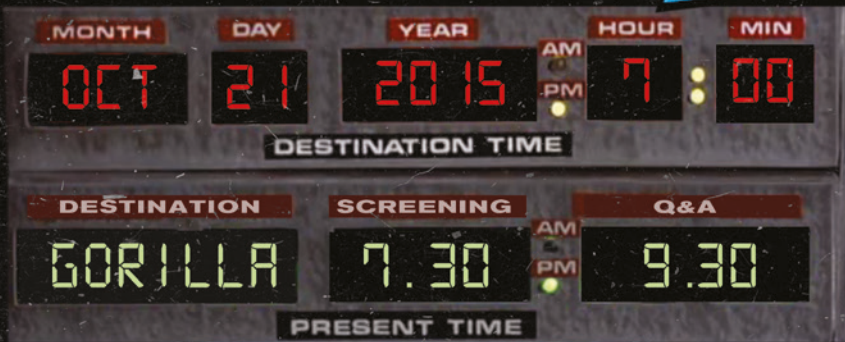 MONTH DAY YEAR HOUR MIN
AM
OCT 21 2015 7 : 00
PM
DESTINATION TIME
DESTINATION SCREENING Q&A
AM
GORILLA 7.30 9.30
PM
PRESENT TIME